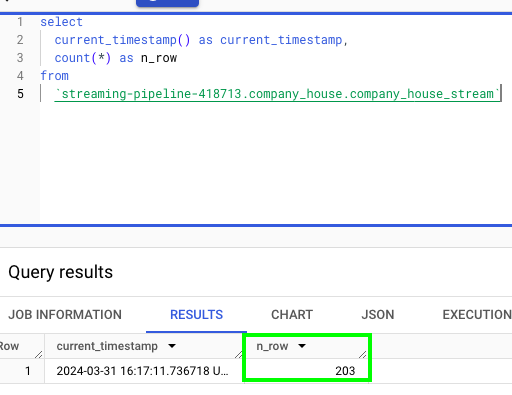 1 select
2 current_timestamp() as current_timestamp,
3 count(*) as n_row
4 from
5 `streaming-pipeline-418713.company_house.company_house_stream`
Query results
JOB INFORMATION RESULTS CHART JSON EXECUTION
Row current_timestamp n_row
1 2024-03-31 16:17:11.736718 U... 203